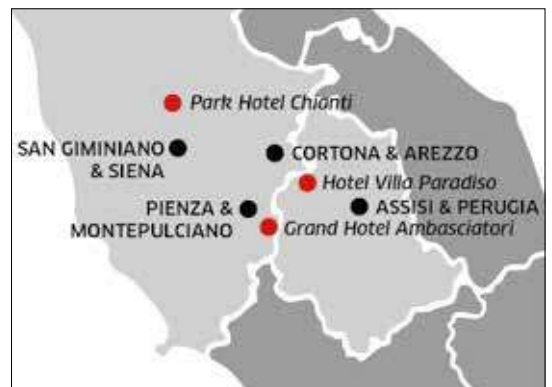 Park Hotel Chianti
SAN GIMINIANO
& SIENA
CORTONA & AREZZO
Hotel Villa Paradiso
PIENZA &
MONTEPULCIANO
ASSISI & PERUGIA
Grand Hotel Ambasciatori